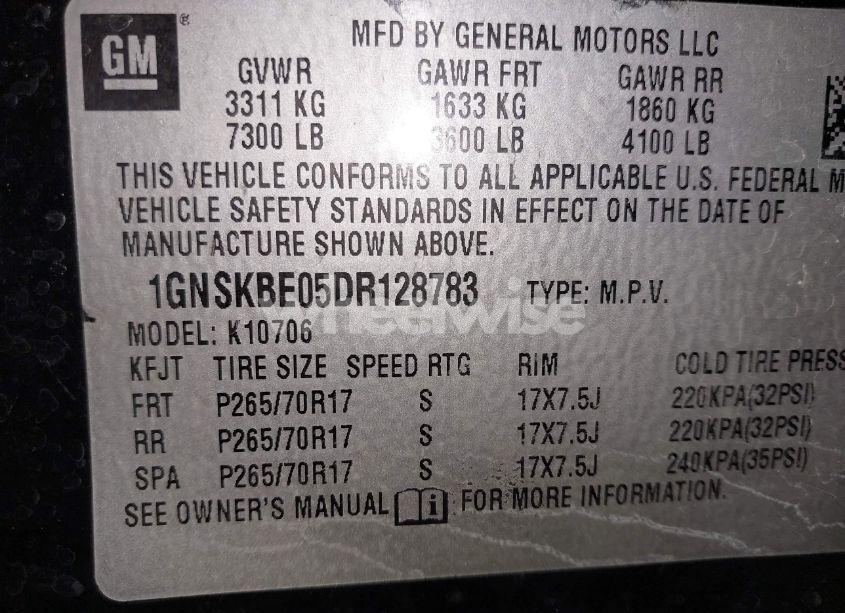 GM ®
MFD BY GENERAL MOTORS LLC
GVWR GAWR FRT GAWR RR
3311 KG 1633 KG 1860 KG
7300 LB 3600 LB 4100 LB
THIS VEHICLE CONFORMS TO ALL APPLICABLE U.S. FEDERAL M
VEHICLE SAFETY STANDARDS IN EFFECT ON THE DATE OF
MANUFACTURE SHOWN ABOVE.
1GNSKBE05DR128783 TYPE: M.P.V.
wheelwise
MODEL: K10706
KFJT TIRE SIZE SPEED RTG RIM COLD TIRE PRESS
FRT P265/70R17 S 17X7.5J 220KPA(32PSI)
RR P265/70R17 S 17X7.5J 220KPA(32PSI)
SPA P265/70R17 S 17X7.5J 240KPA(35PSI)
SEE OWNER'S MANUAL i FOR MORE INFORMATION.